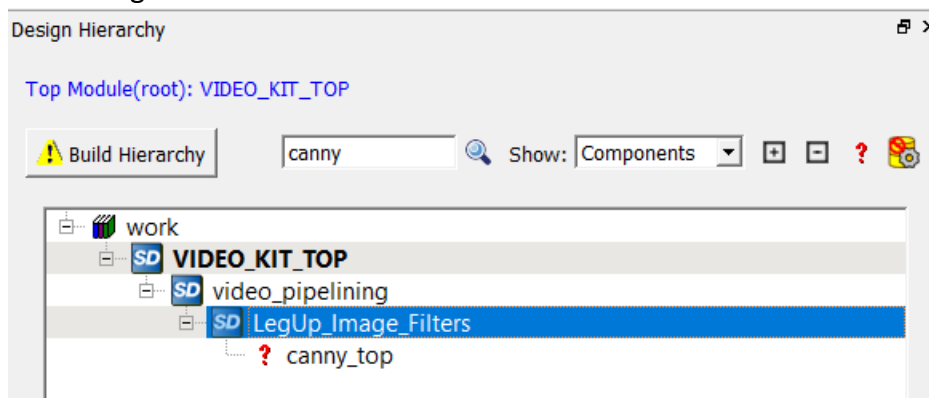 Design Hierarchy
Top Module(root): VIDEO_KIT_TOP
Build Hierarchy canny Show: Components
work
SD VIDEO_KIT_TOP
SD video_pipelining
SD LegUp_Image_Filters
? canny_top